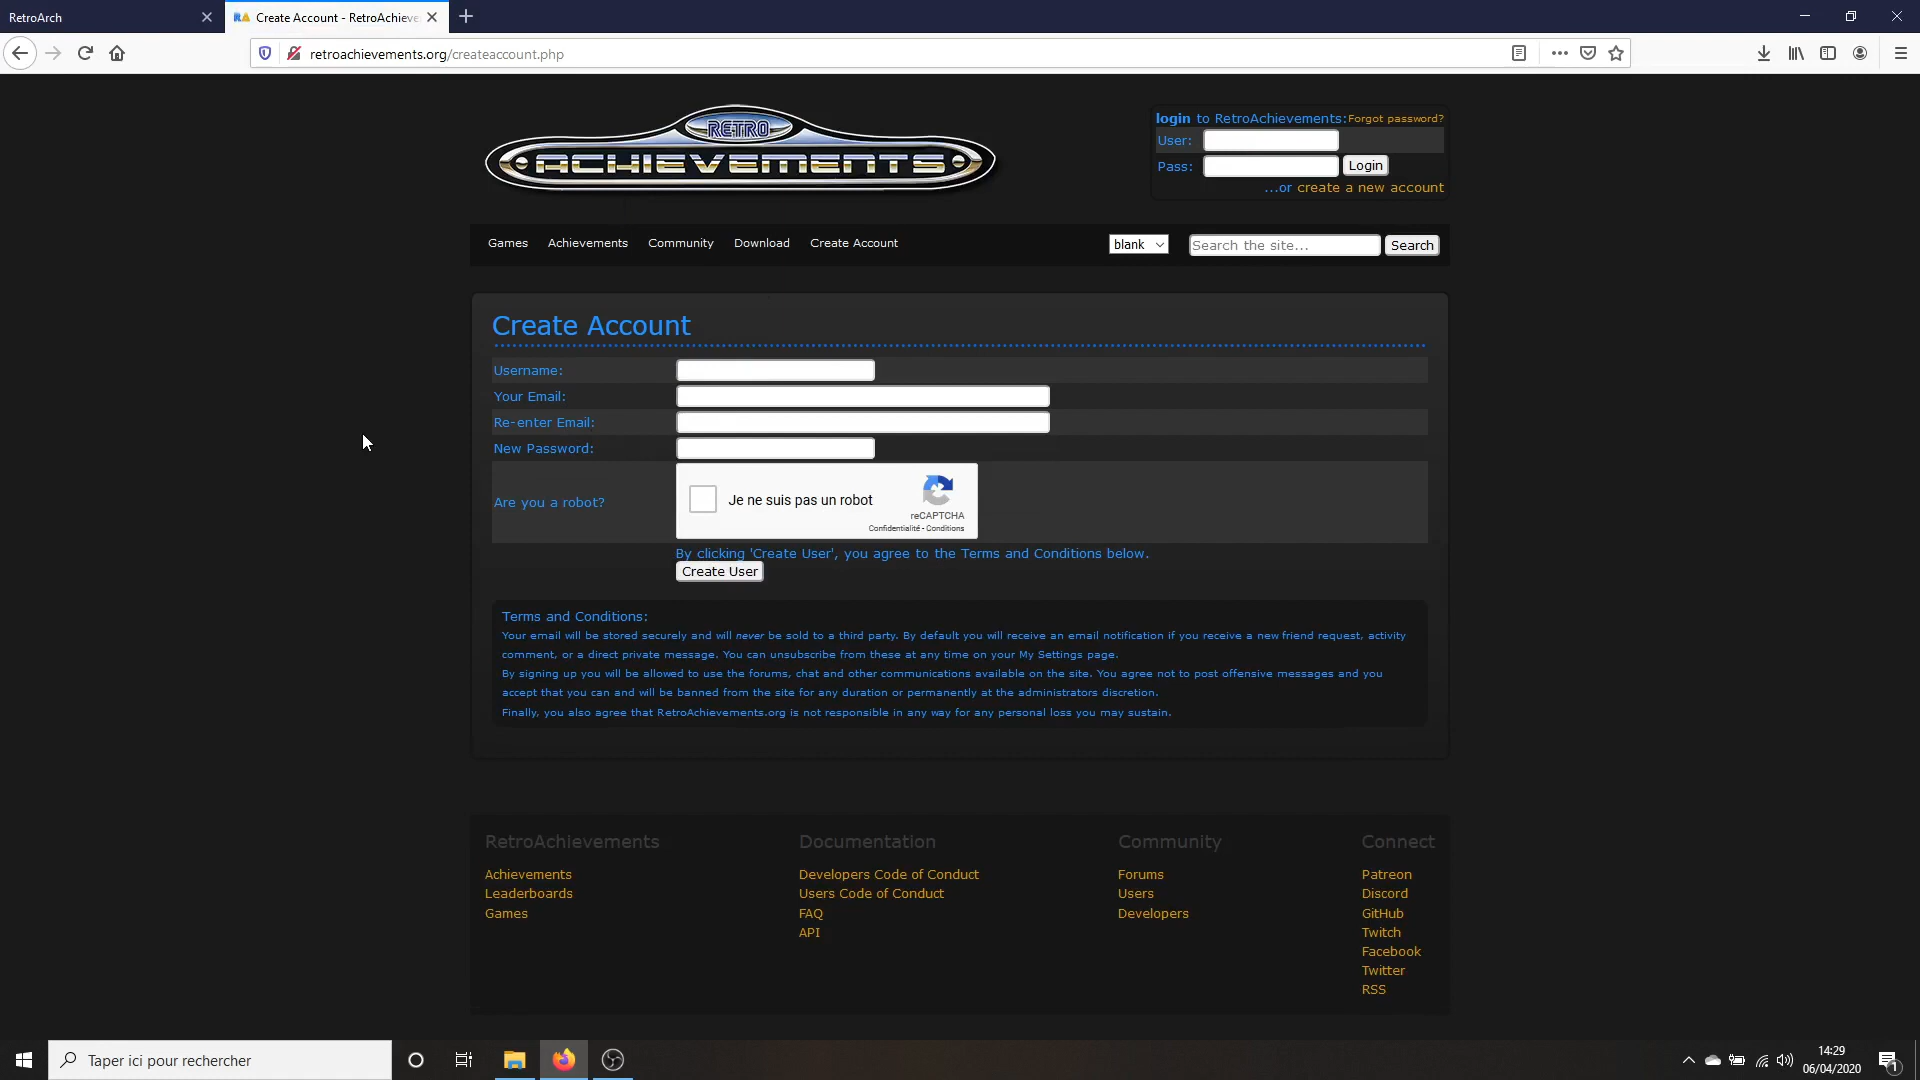 RetroArch
Create Account - RetroAchieve
retroachievements.org/createaccount.php
RETRO
ACHIEVEMENTS
login to RetroAchievements: Forgot password?
User:
Pass: Login
...or create a new account
Games Achievements Community Download Create Account blank Search the site... Search
Create Account
Username:
Your Email:
Re-enter Email:
New Password:
Are you a robot? Je ne suis pas un robot
reCAPTCHA
Confidentialité - Conditions
By clicking 'Create User', you agree to the Terms and Conditions below.
Create User
Terms and Conditions:
Your email will be stored securely and will never be sold to a third party. By default you will receive an email notification if you receive a new friend request, activity
comment, or a direct private message. You can unsubscribe from these at any time on your My Settings page.
By signing up you will be allowed to use the forums, chat and other communications available on the site. You agree not to post offensive messages and you
accept that you can and will be banned from the site for any duration or permanently at the administrators discretion.
Finally, you also agree that RetroAchievements.org is not responsible in any way for any personal loss you may sustain.
RetroAchievements
Achievements
Leaderboards
Games
Documentation
Developers Code of Conduct
Users Code of Conduct
FAQ
API
Community
Forums
Users
Developers
Connect
Patreon
Discord
GitHub
Twitch
Facebook
Twitter
RSS
Taper ici pour rechercher
14:29
06/04/2020
1